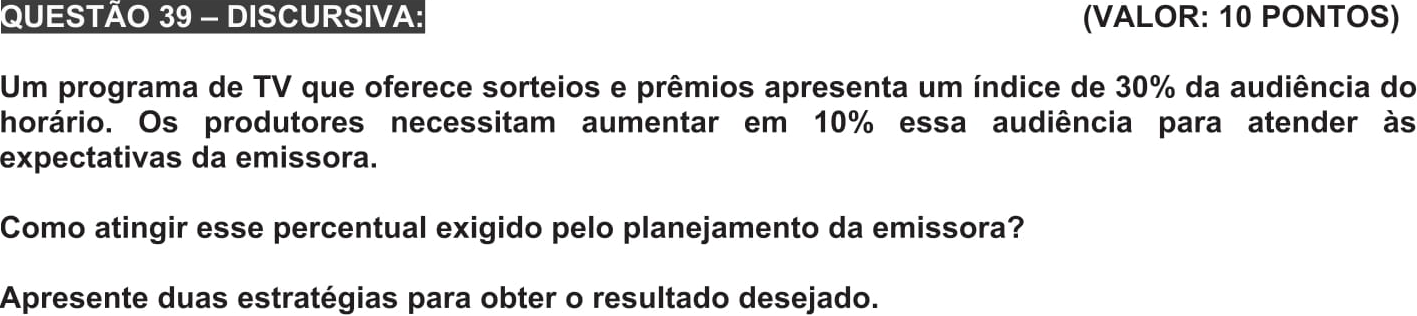 QUESTÃO 39 – DISCURSIVA: (VALOR: 10 PONTOS)
Um programa de TV que oferece sorteios e prêmios apresenta um índice de 30% da audiência do
horário. Os produtores necessitam aumentar em 10% essa audiência para atender às
expectativas da emissora.
Como atingir esse percentual exigido pelo planejamento da emissora?
Apresente duas estratégias para obter o resultado desejado.